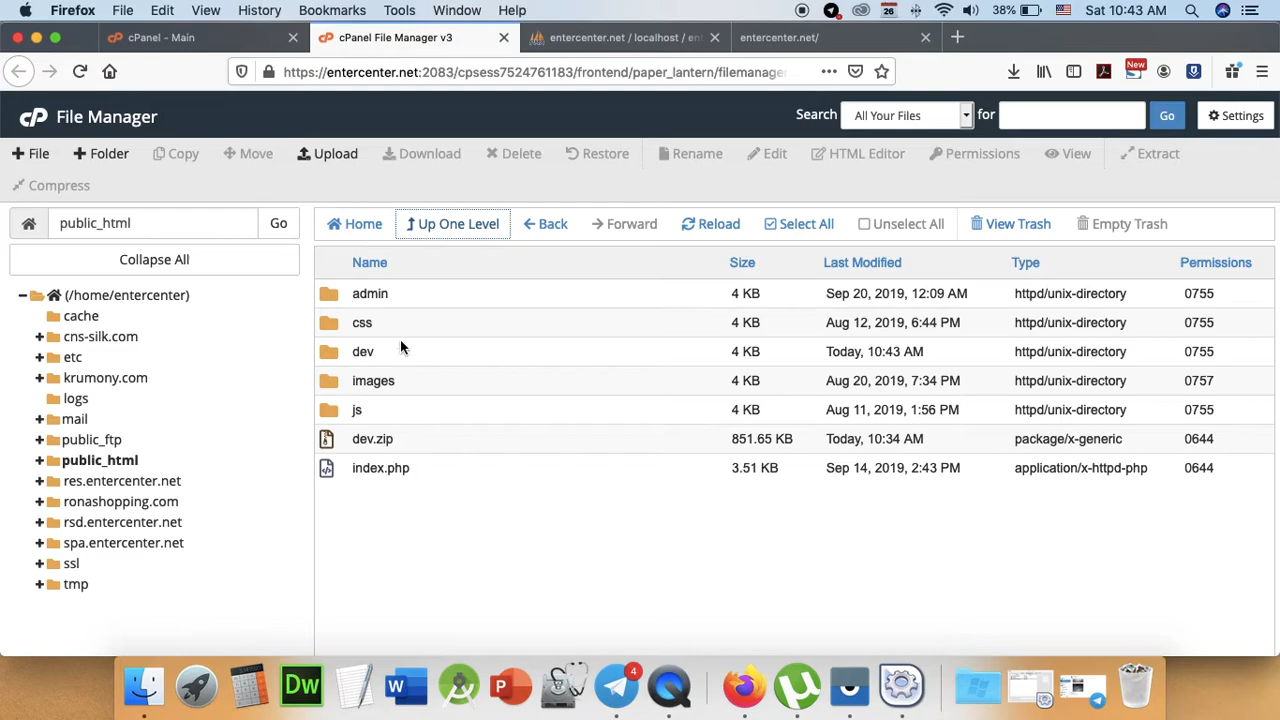 Firefox File Edit View History Bookmarks Tools Window Help 26 38% Sat 10:43 AM
cPanel - Main cPanel File Manager v3 entercenter.net / localhost / en entercenter.net/
https://entercenter.net:2083/cpsess7524761183/frontend/paper_lantern/filemanager New
cP File Manager Search All Your Files for Go Settings
File Folder Copy Move Upload Download Delete Restore Rename Edit HTML Editor Permissions View Extract
Compress
public_html Go Home Up One Level Back Forward Reload Select All Unselect All View Trash Empty Trash
Collapse All
Name Size Last Modified Type Permissions
(/home/entercenter)
cache
cns-silk.com
etc
krumony.com
logs
mail
public_ftp
public_html
res.entercenter.net
ronashopping.com
rsd.entercenter.net
spa.entercenter.net
ssl
tmp
admin 4 KB Sep 20, 2019, 12:09 AM httpd/unix-directory 0755
css 4 KB Aug 12, 2019, 6:44 PM httpd/unix-directory 0755
dev 4 KB Today, 10:43 AM httpd/unix-directory 0755
images 4 KB Aug 20, 2019, 7:34 PM httpd/unix-directory 0757
js 4 KB Aug 11, 2019, 1:56 PM httpd/unix-directory 0755
dev.zip 851.65 KB Today, 10:34 AM package/x-generic 0644
index.php 3.51 KB Sep 14, 2019, 2:43 PM application/x-httpd-php 0644
Dw W P 4